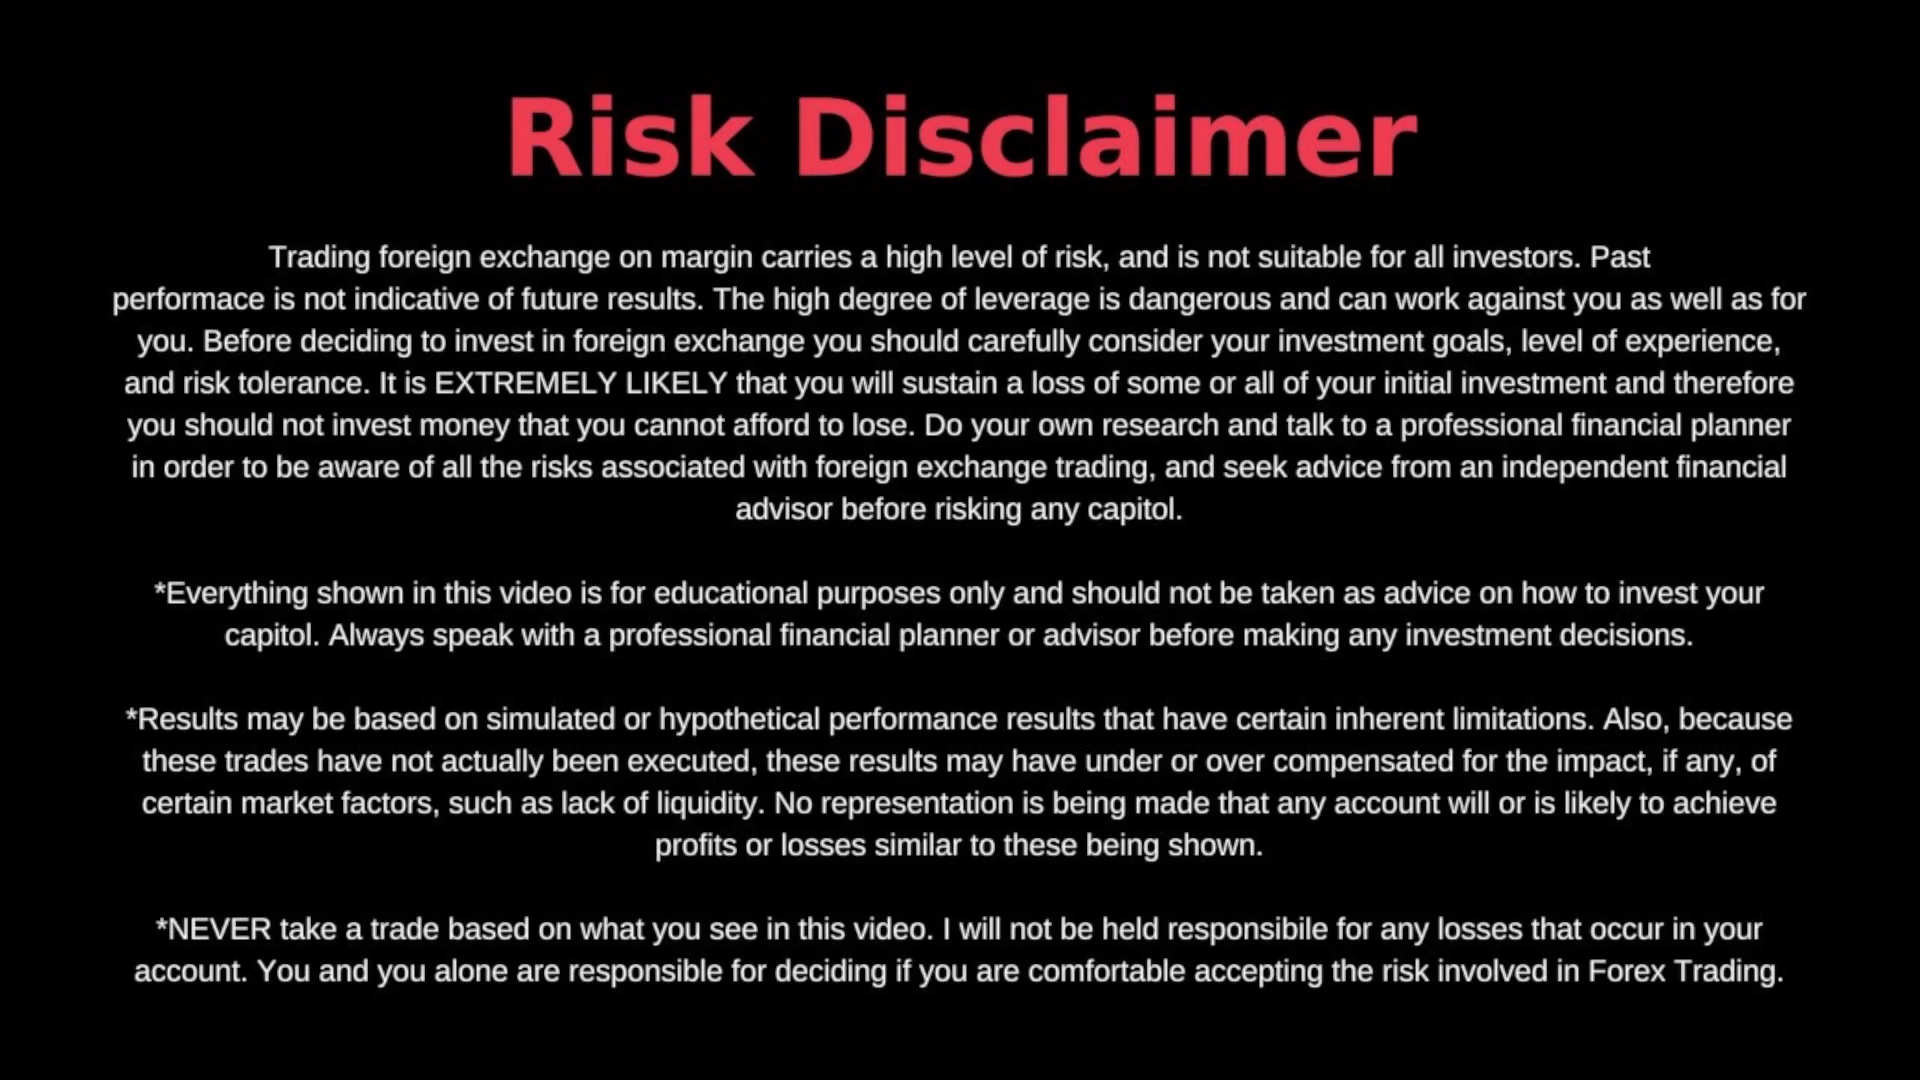 Risk Disclaimer
Trading foreign exchange on margin carries a high level of risk, and is not suitable for all investors. Past
performace is not indicative of future results. The high degree of leverage is dangerous and can work against you as well as for
you. Before deciding to invest in foreign exchange you should carefully consider your investment goals, level of experience,
and risk tolerance. It is EXTREMELY LIKELY that you will sustain a loss of some or all of your initial investment and therefore
you should not invest money that you cannot afford to lose. Do your own research and talk to a professional financial planner
in order to be aware of all the risks associated with foreign exchange trading, and seek advice from an independent financial
advisor before risking any capitol.
*Everything shown in this video is for educational purposes only and should not be taken as advice on how to invest your
capitol. Always speak with a professional financial planner or advisor before making any investment decisions.
*Results may be based on simulated or hypothetical performance results that have certain inherent limitations. Also, because
these trades have not actually been executed, these results may have under or over compensated for the impact, if any, of
certain market factors, such as lack of liquidity. No representation is being made that any account will or is likely to achieve
profits or losses similar to these being shown.
*NEVER take a trade based on what you see in this video. I will not be held responsibile for any losses that occur in your
account. You and you alone are responsible for deciding if you are comfortable accepting the risk involved in Forex Trading.